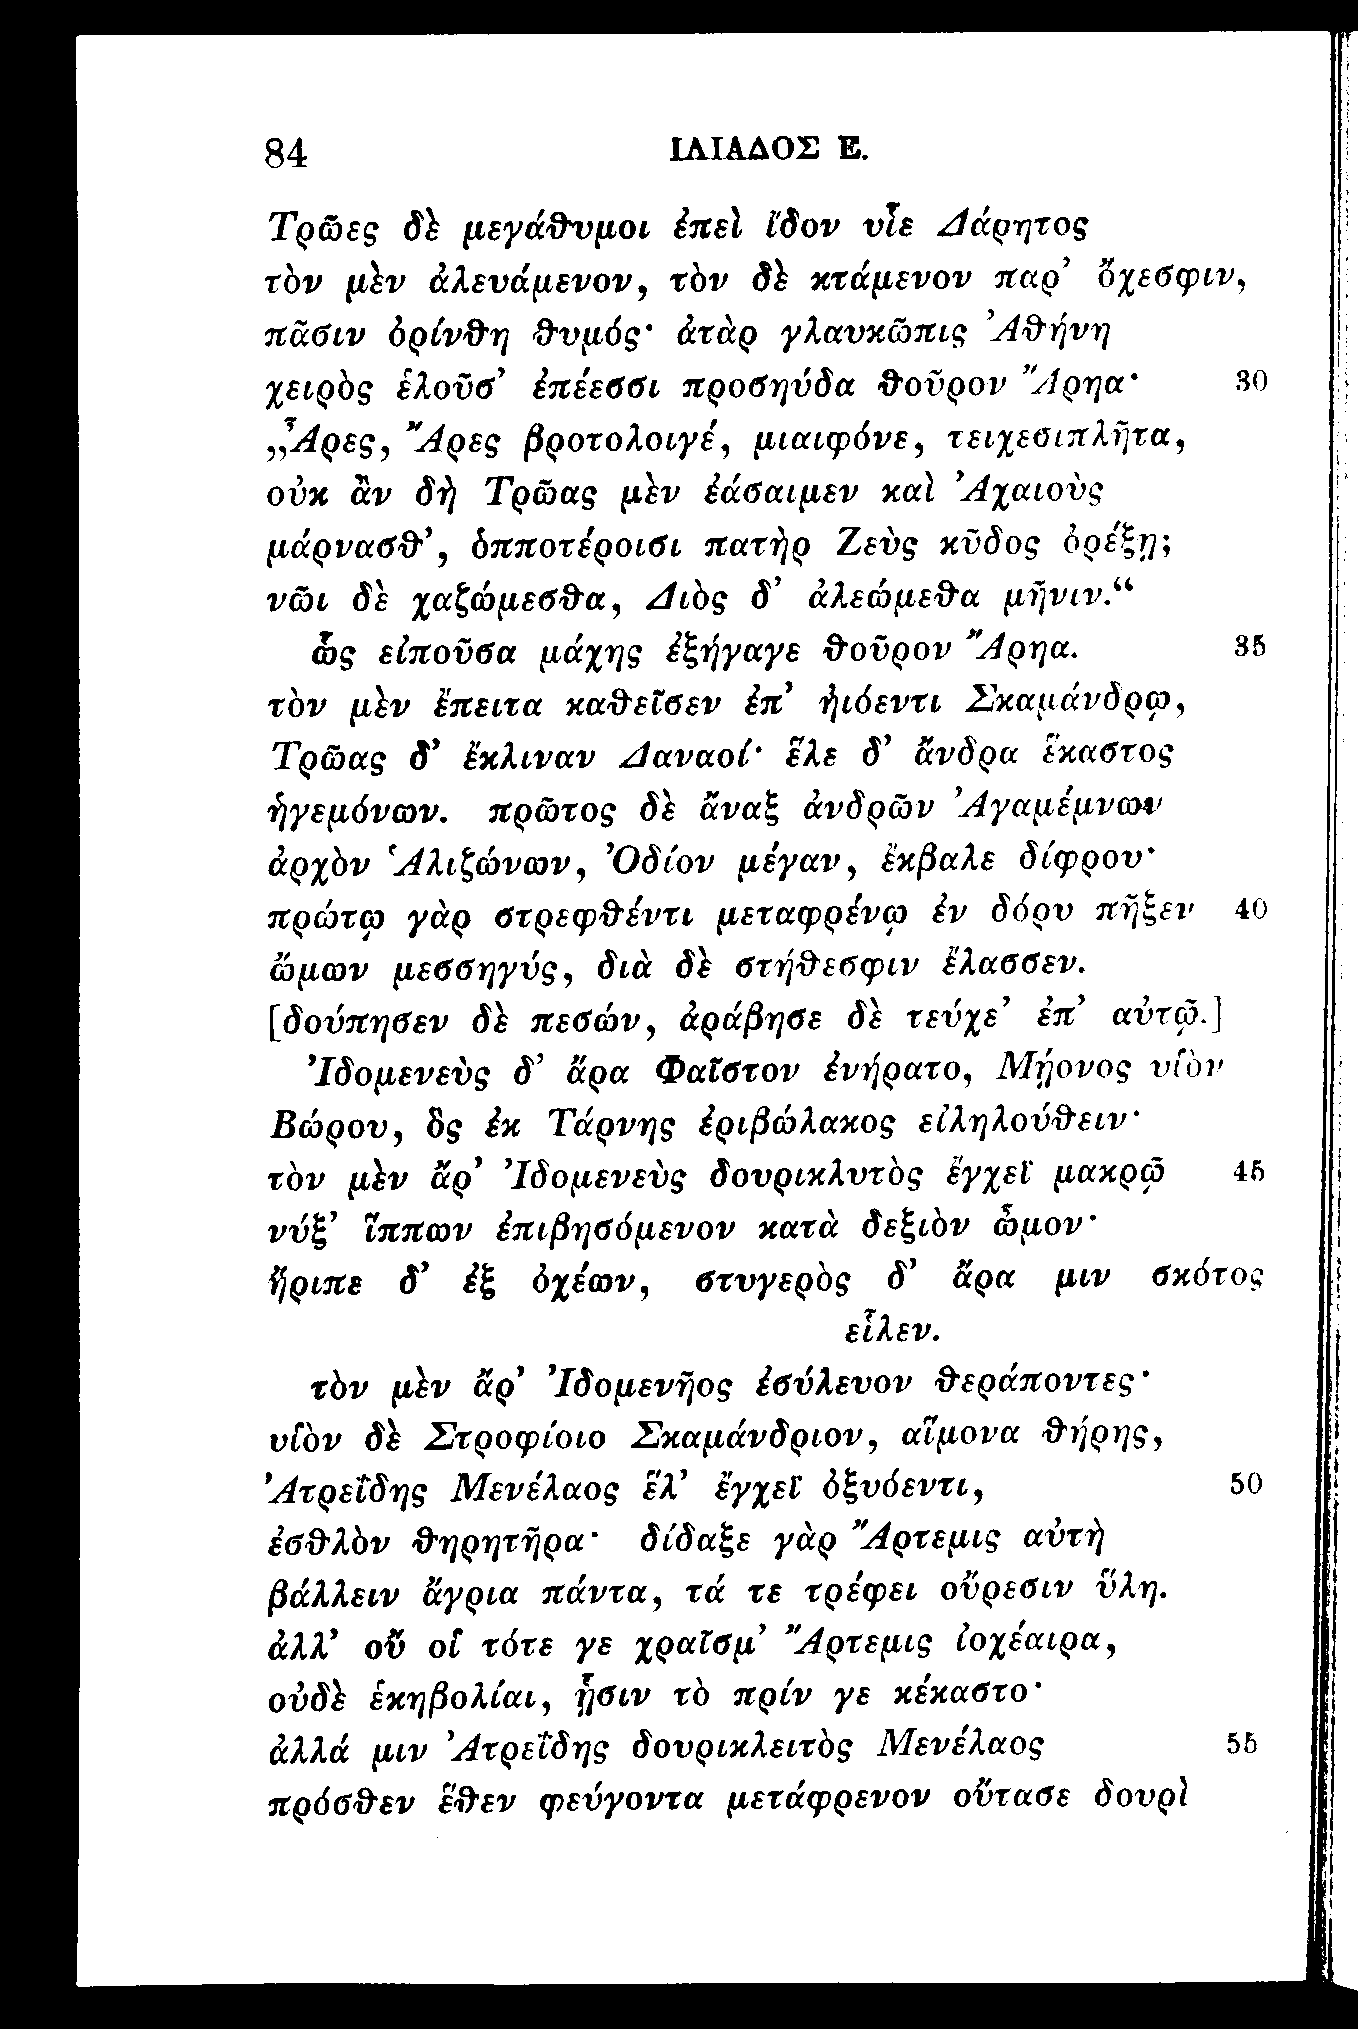 84 ΙΛΙΑΔΟΣ Ε.
Τρῶες δὲ μεγάθυμοι ἐπεὶ ἴδον υἷε Δάρητος
τὸν μὲν ἀλευάμενον, τὸν δὲ κτάμενον παρ’ ὄχεσφιν,
πᾶσιν ὀρίνθη θυμός· ἀτὰρ γλαυκῶπις Ἀθήνη
χειρὸς ἑλοῦσ’ ἐπέεσσι προσηύδα θοῦρον Ἄρηα· 30
„Ἆρες, Ἄρες βροτολοιγέ, μιαιφόνε, τειχεσιπλῆτα,
οὐκ ἂν δὴ Τρῶας μὲν ἐάσαιμεν καὶ Ἀχαιοὺς
μάρνασθ’, ὁπποτέροισι πατὴρ Ζεὺς κῦδος ὀρέξῃ;
νῶι δὲ χαζώμεσθα, Διὸς δ’ ἀλεώμεθα μῆνιν.“
ὣς εἰποῦσα μάχης ἐξήγαγε θοῦρον Ἄρηα. 35
τὸν μὲν ἔπειτα καθεῖσεν ἐπ’ ἠιόεντι Σκαμάνδρῳ,
Τρῶας δ’ ἔκλιναν Δαναοί· ἕλε δ’ ἄνδρα ἕκαστος
ἡγεμόνων. πρῶτος δὲ ἄναξ ἀνδρῶν Ἀγαμέμνων
ἀρχὸν Ἁλιζώνων, Ὀδίον μέγαν, ἔκβαλε δίφρου·
πρώτῳ γὰρ στρεφθέντι μεταφρένῳ ἐν δόρυ πῆξεν 40
ὤμων μεσσηγύς, διὰ δὲ στήθεσφιν ἔλασσεν.
[δούπησεν δὲ πεσών, ἀράβησε δὲ τεύχε’ ἐπ’ αὐτῷ.]
Ἰδομενεὺς δ’ ἄρα Φαῖστον ἐνήρατο, Μῄονος υἱὸν
Βώρου, ὃς ἐκ Τάρνης ἐριβώλακος εἰληλούθειν·
τὸν μὲν ἄρ’ Ἰδομενεὺς δουρικλυτὸς ἔγχεϊ μακρῷ 45
νύξ’ ἵππων ἐπιβησόμενον κατὰ δεξιὸν ὦμον·
ἤριπε δ’ ἐξ ὀχέων, στυγερὸς δ’ ἄρα μιν σκότος
εἷλεν.
τὸν μὲν ἄρ’ Ἰδομενῆος ἐσύλευον θεράποντες·
υἱὸν δὲ Στροφίοιο Σκαμάνδριον, αἵμονα θήρης,
Ἀτρεΐδης Μενέλαος ἕλ’ ἔγχεϊ ὀξυόεντι, 50
ἐσθλὸν θηρητῆρα· δίδαξε γὰρ Ἄρτεμις αὐτὴ
βάλλειν ἄγρια πάντα, τά τε τρέφει οὔρεσιν ὕλη.
ἀλλ’ οὔ οἱ τότε γε χραῖσμ’ Ἄρτεμις ἰοχέαιρα,
οὐδὲ ἑκηβολίαι, ᾗσιν τὸ πρίν γε κέκαστο·
ἀλλά μιν Ἀτρεΐδης δουρικλειτὸς Μενέλαος 55
πρόσθεν ἕθεν φεύγοντα μετάφρενον οὔτασε δουρὶ